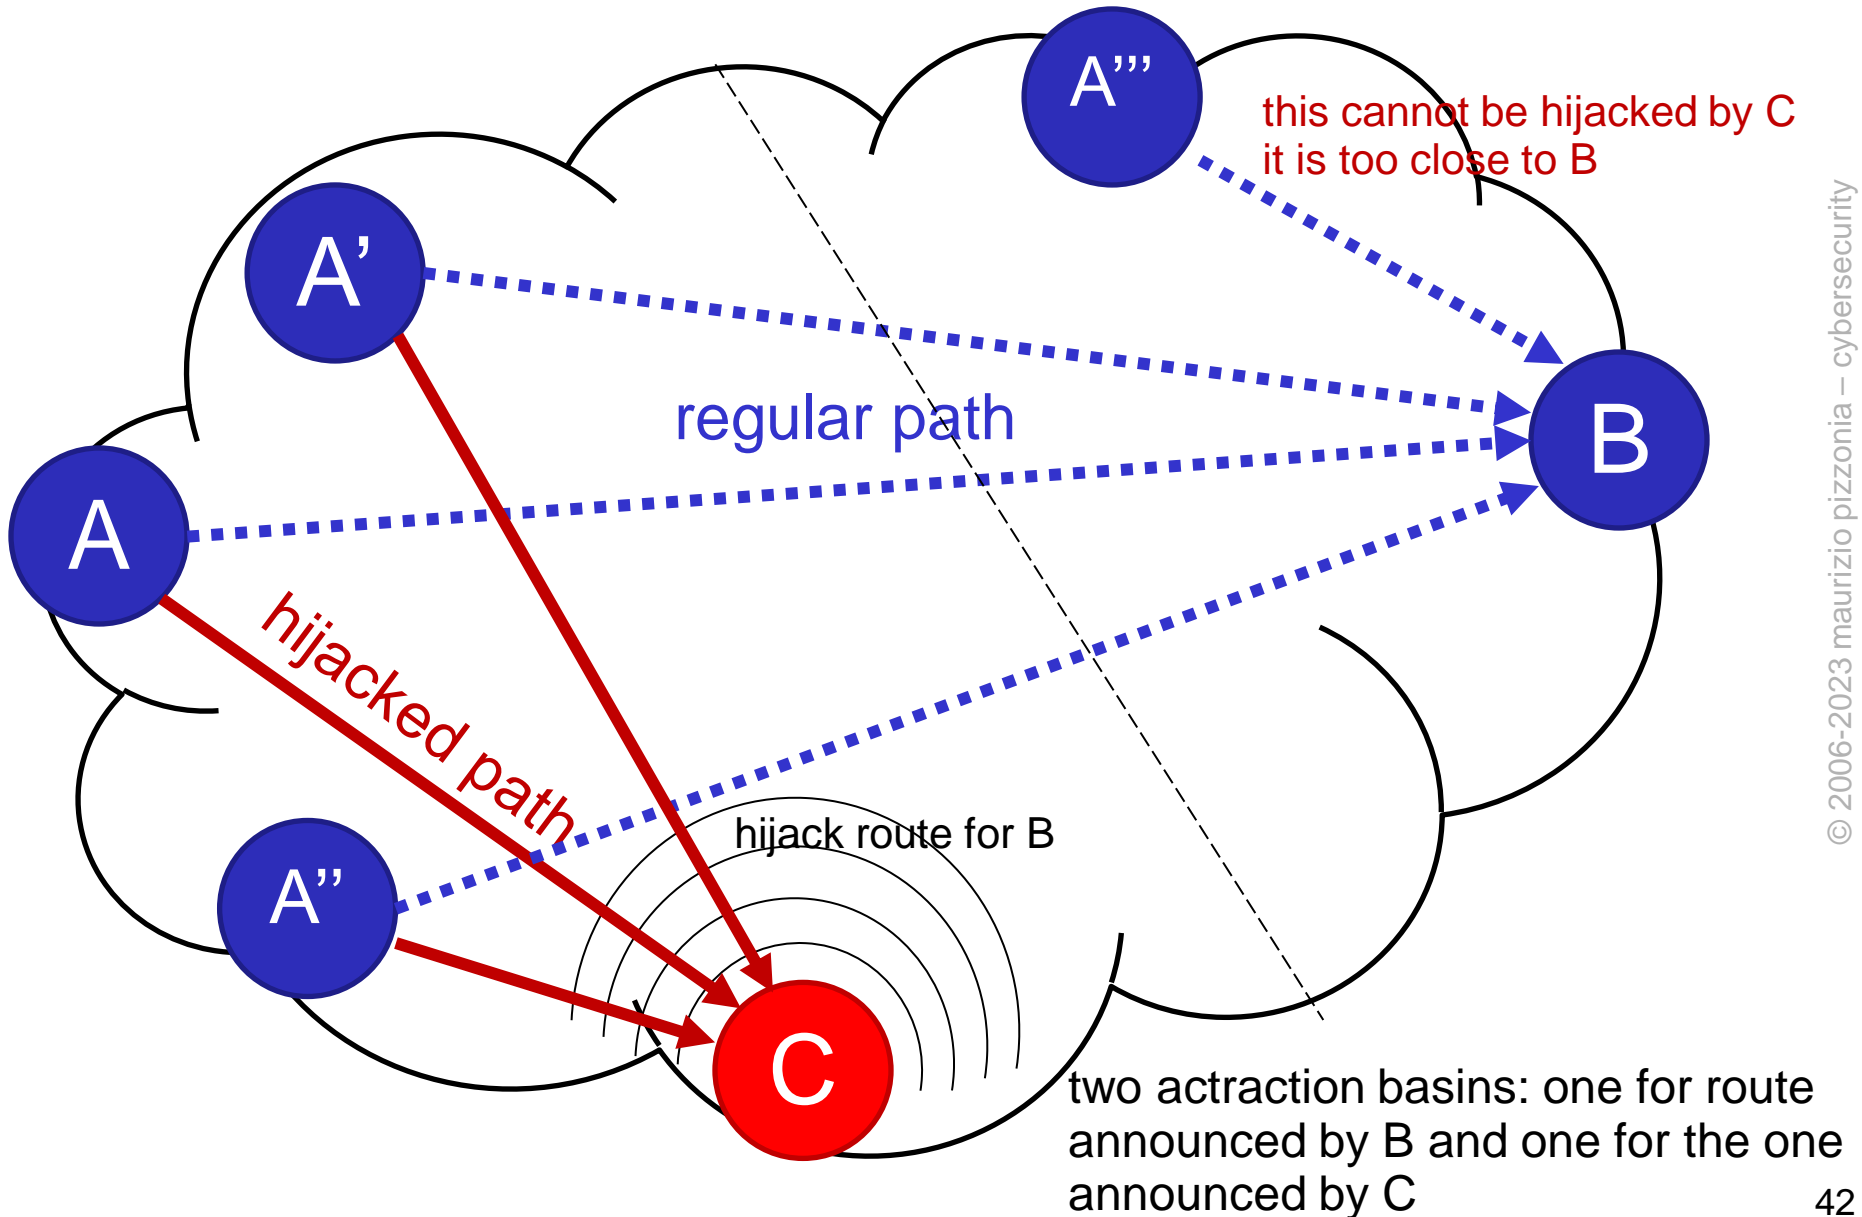 A’’’
this cannot be hijacked by C
it is too close to B
A’
regular path
B
A
hijacked path
hijack route for B
A’’
C
two actraction basins: one for route
announced by B and one for the one
announced by C
42
© 2006-2023 maurizio pizzonia – cybersecurity